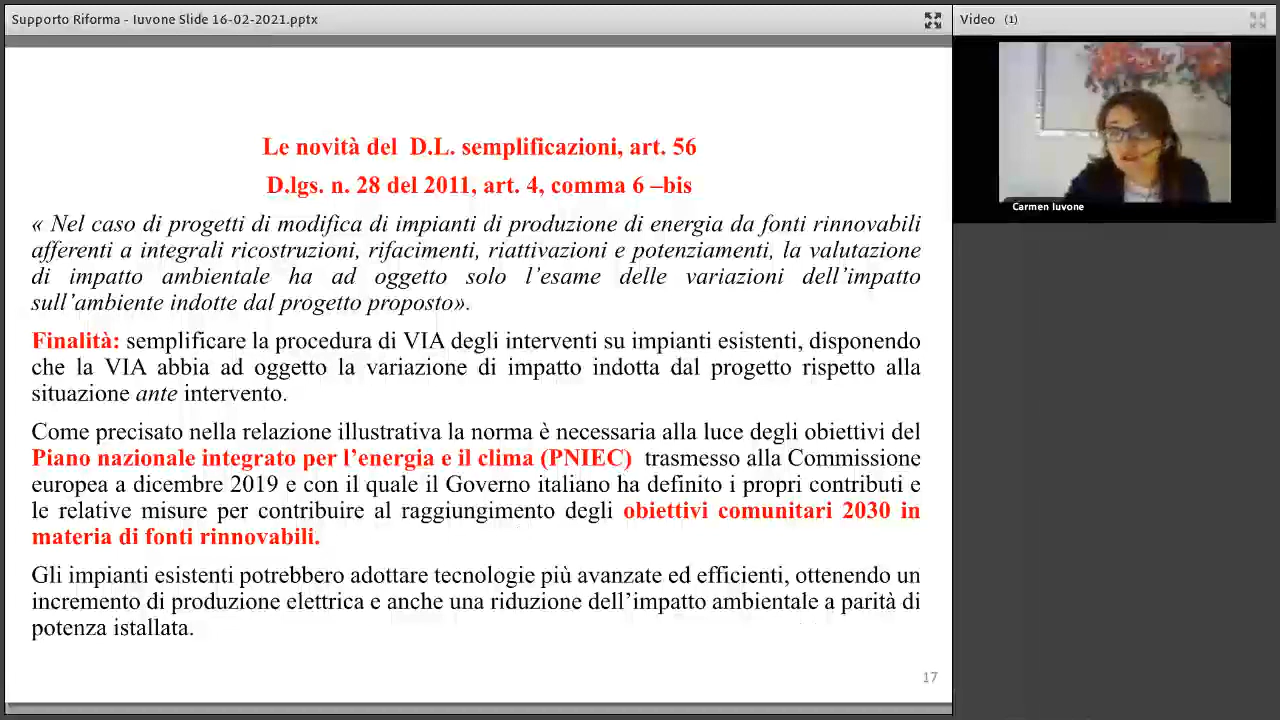 Supporto Riforma - Iuvone Slide 16-02-2021.pptx
Video (1)
Carmen Iuvone
Le novità del D.L. semplificazioni, art. 56
D.lgs. n. 28 del 2011, art. 4, comma 6 –bis
« Nel caso di progetti di modifica di impianti di produzione di energia da fonti rinnovabili
afferenti a integrali ricostruzioni, rifacimenti, riattivazioni e potenziamenti, la valutazione
di impatto ambientale ha ad oggetto solo l’esame delle variazioni dell’impatto
sull’ambiente indotte dal progetto proposto».
Finalità: semplificare la procedura di VIA degli interventi su impianti esistenti, disponendo
che la VIA abbia ad oggetto la variazione di impatto indotta dal progetto rispetto alla
situazione ante intervento.
Come precisato nella relazione illustrativa la norma è necessaria alla luce degli obiettivi del
Piano nazionale integrato per l’energia e il clima (PNIEC) trasmesso alla Commissione
europea a dicembre 2019 e con il quale il Governo italiano ha definito i propri contributi e
le relative misure per contribuire al raggiungimento degli obiettivi comunitari 2030 in
materia di fonti rinnovabili.
Gli impianti esistenti potrebbero adottare tecnologie più avanzate ed efficienti, ottenendo un
incremento di produzione elettrica e anche una riduzione dell’impatto ambientale a parità di
potenza istallata.
17